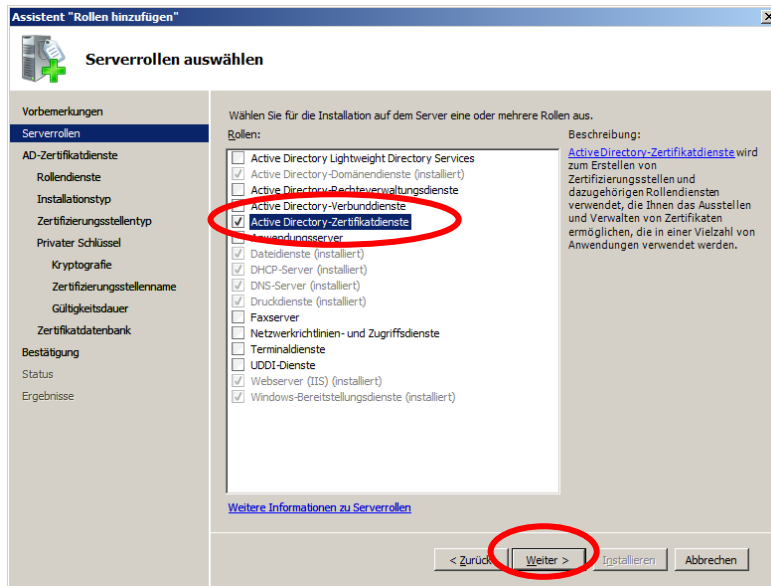 Assistent "Rollen hinzufügen"
Serverrollen auswählen
Vorbemerkungen
Serverrollen
AD-Zertifikatdienste
Rollendienste
Installationstyp
Zertifizierungsstellentyp
Privater Schlüssel
Kryptografie
Zertifizierungsstellenname
Gültigkeitsdauer
Zertifikatdatenbank
Bestätigung
Status
Ergebnisse
Wählen Sie für die Installation auf dem Server eine oder mehrere Rollen aus.
Rollen:
Active Directory Lightweight Directory Services
Active Directory-Domänendienste (installiert)
Active Directory-Rechteverwaltungsdienste
Active Directory-Verbunddienste
Active Directory-Zertifikatdienste
Anwendungsserver
Dateidienste (installiert)
DHCP-Server (installiert)
DNS-Server (installiert)
Druckdienste (installiert)
Faxserver
Netzwerkrichtlinien- und Zugriffsdienste
Terminaldienste
UDDI-Dienste
Webserver (IIS) (installiert)
Windows-Bereitstellungsdienste (installiert)
Weitere Informationen zu Serverrollen
Beschreibung:
Active Directory-Zertifikatdienste wird
zum Erstellen von
Zertifizierungsstellen und
dazugehörigen Rollendiensten
verwendet, die Ihnen das Ausstellen
und Verwalten von Zertifikaten
ermöglichen, die in einer Vielzahl von
Anwendungen verwendet werden.
< Zurück Weiter > Installieren Abbrechen